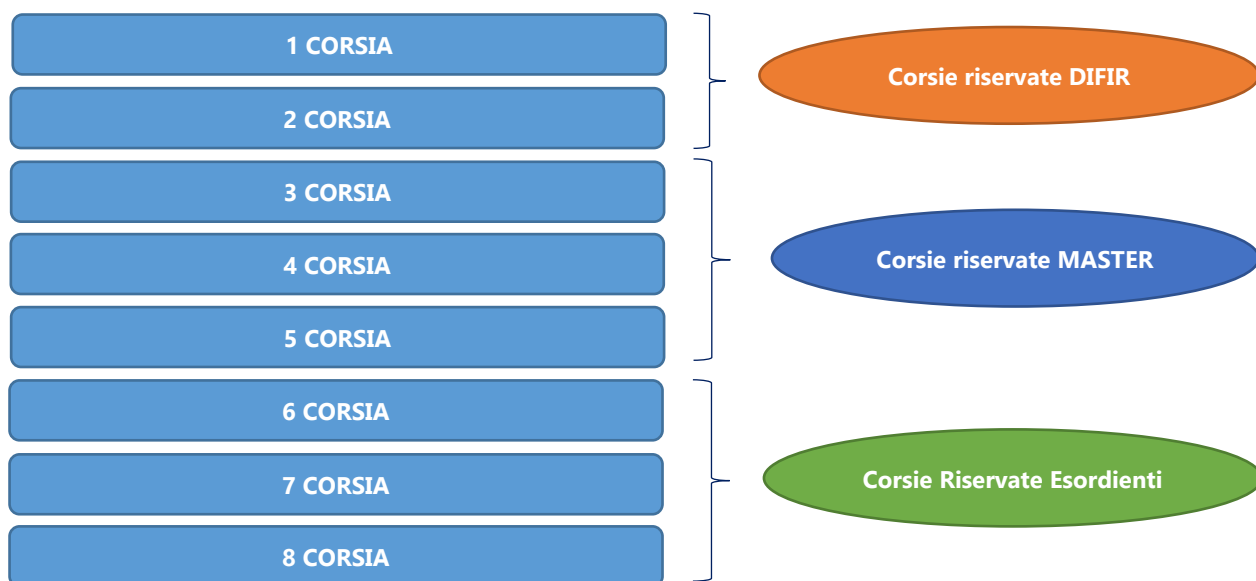 1 CORSIA
2 CORSIA
Corsie riservate DIFIR
3 CORSIA
4 CORSIA
5 CORSIA
Corsie riservate MASTER
6 CORSIA
7 CORSIA
8 CORSIA
Corsie Riservate Esordienti